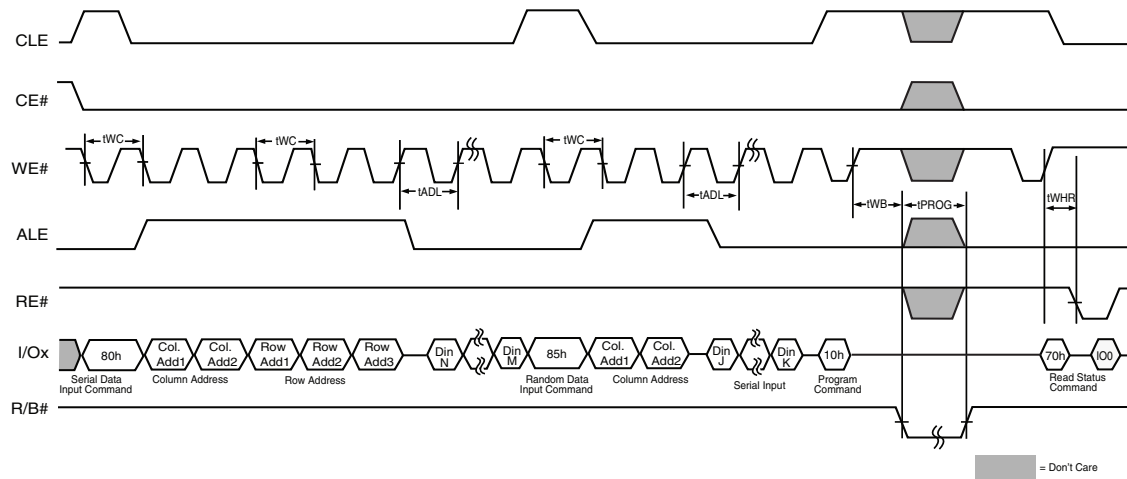 CLE
CE#
tWC
tWC
tWC
WE#
tADL
tADL
tWB
tPROG
tWHR
ALE
RE#
I/Ox
80h
Col. Add1
Col. Add2
Row Add1
Row Add2
Row Add3
Din N
Din M
85h
Col. Add1
Col. Add2
Din J
Din K
10h
70h
IO0
Serial Data
Input Command
Column Address
Row Address
Random Data
Input Command
Column Address
Serial Input
Program
Command
Read Status
Command
R/B#
= Don't Care